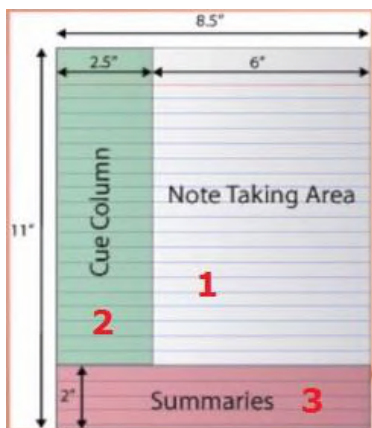 8.5"
2.5" 6"
11"
Cue Column
Note Taking Area
1
2
2"
Summaries 3